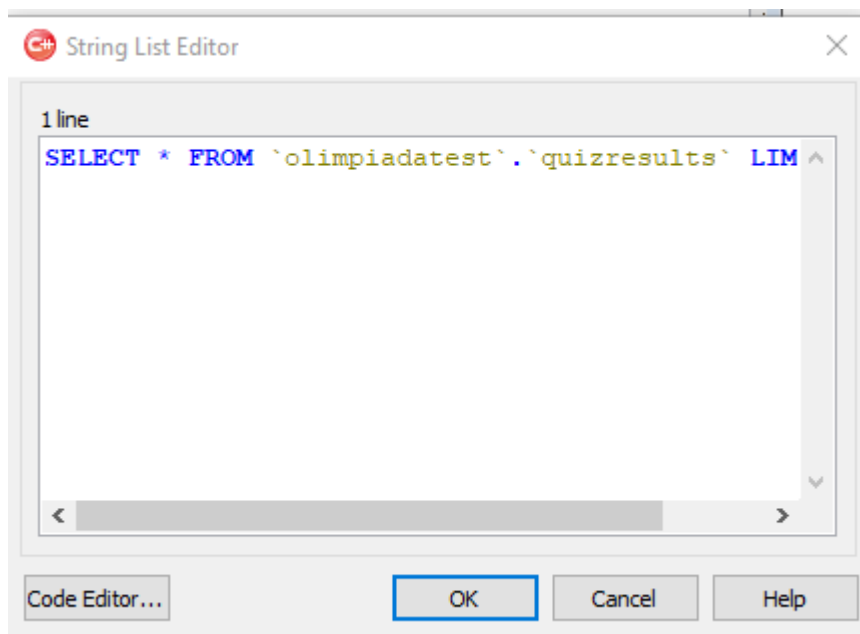 String List Editor
1 line
SELECT * FROM `olimpiadatest`.`quizresults` LIM
Code Editor...
OK
Cancel
Help